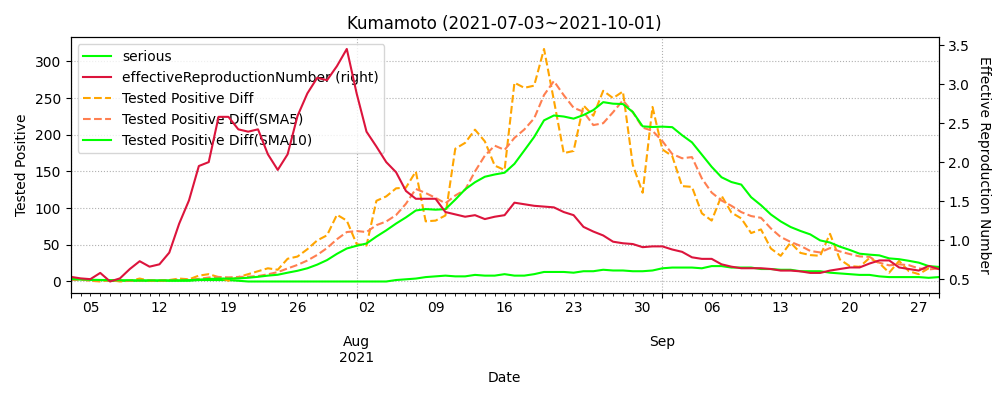 Kumamoto (2021-07-03~2021-10-01)
serious
effectiveReproductionNumber (right)
Tested Positive Diff
Tested Positive Diff(SMA5)
Tested Positive Diff(SMA10)
Tested Positive
300
250
200
150
100
50
0
3.5
3.0
2.5
2.0
1.5
1.0
0.5
Effective Reproduction Number
05 12 19 26 02 09 16 23 30 06 13 20 27
Aug Sep
2021
Date